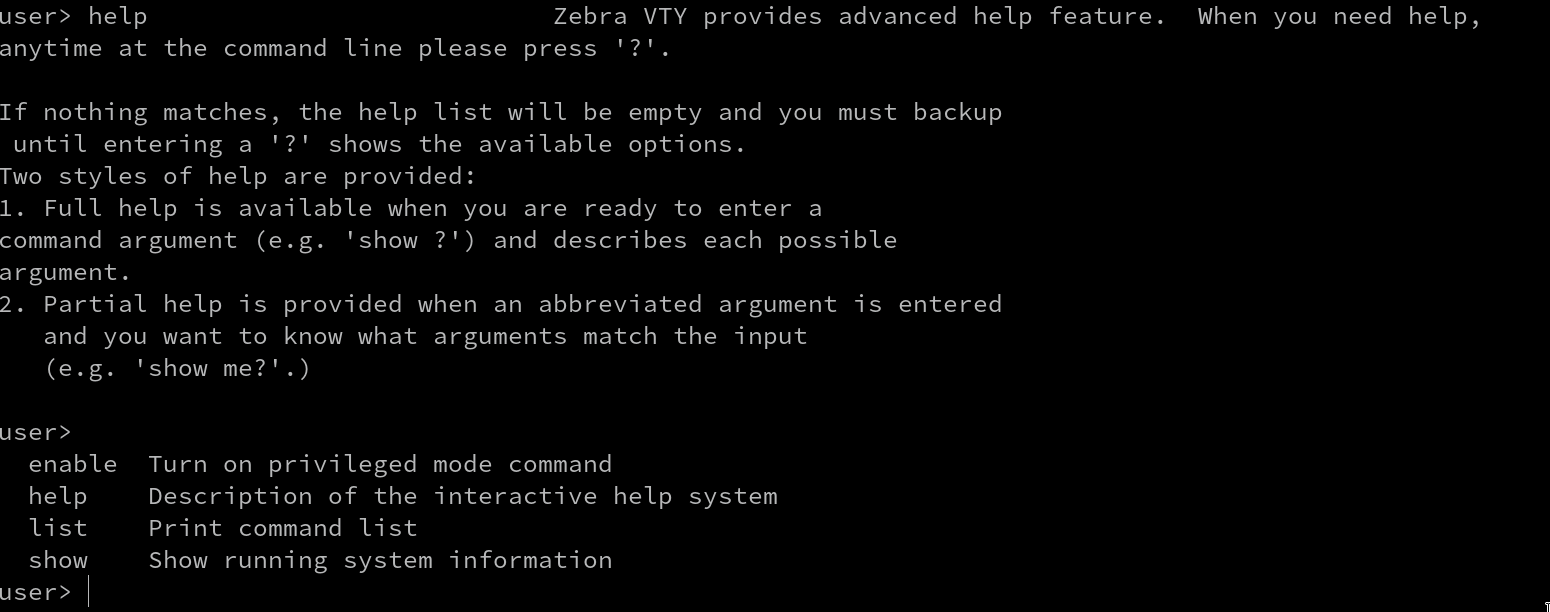 user> help                               Zebra VTY provides advanced help feature.  When you need help,
anytime at the command line please press '?'.

If nothing matches, the help list will be empty and you must backup
 until entering a '?' shows the available options.
Two styles of help are provided:
1. Full help is available when you are ready to enter a
command argument (e.g. 'show ?') and describes each possible
argument.
2. Partial help is provided when an abbreviated argument is entered
   and you want to know what arguments match the input
   (e.g. 'show me?'.)

user>
  enable  Turn on privileged mode command
  help    Description of the interactive help system
  list    Print command list
  show    Show running system information
user>